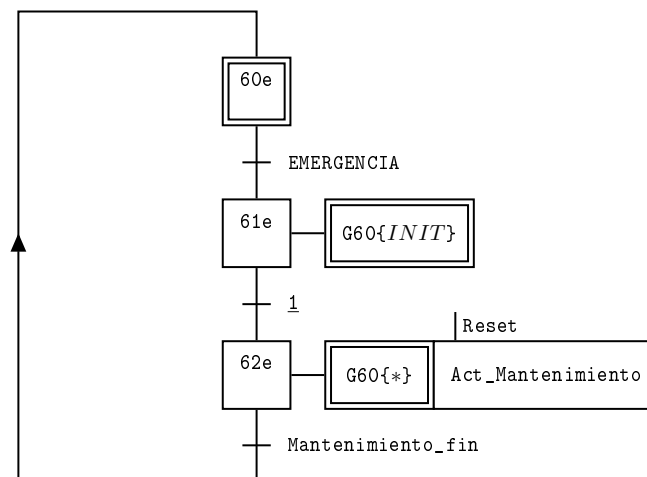 60e
EMERGENCIA
61e
G60{INIT}
1
Reset
62e
G60{*}
Act_Mantenimiento
Mantenimiento_fin